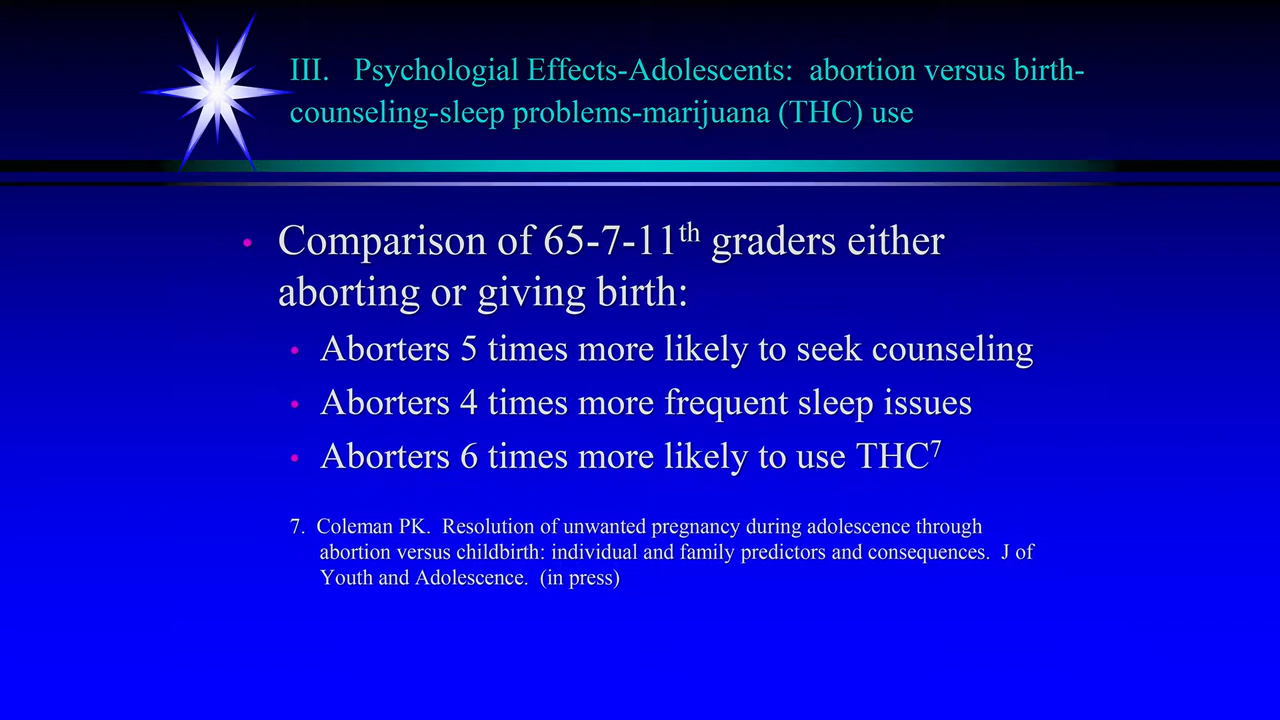 III. Psychologial Effects-Adolescents: abortion versus birth-
counseling-sleep problems-marijuana (THC) use
• Comparison of 65-7-11th graders either
aborting or giving birth:
• Aborters 5 times more likely to seek counseling
• Aborters 4 times more frequent sleep issues
• Aborters 6 times more likely to use THC7
7. Coleman PK. Resolution of unwanted pregnancy during adolescence through
abortion versus childbirth: individual and family predictors and consequences. J of
Youth and Adolescence. (in press)